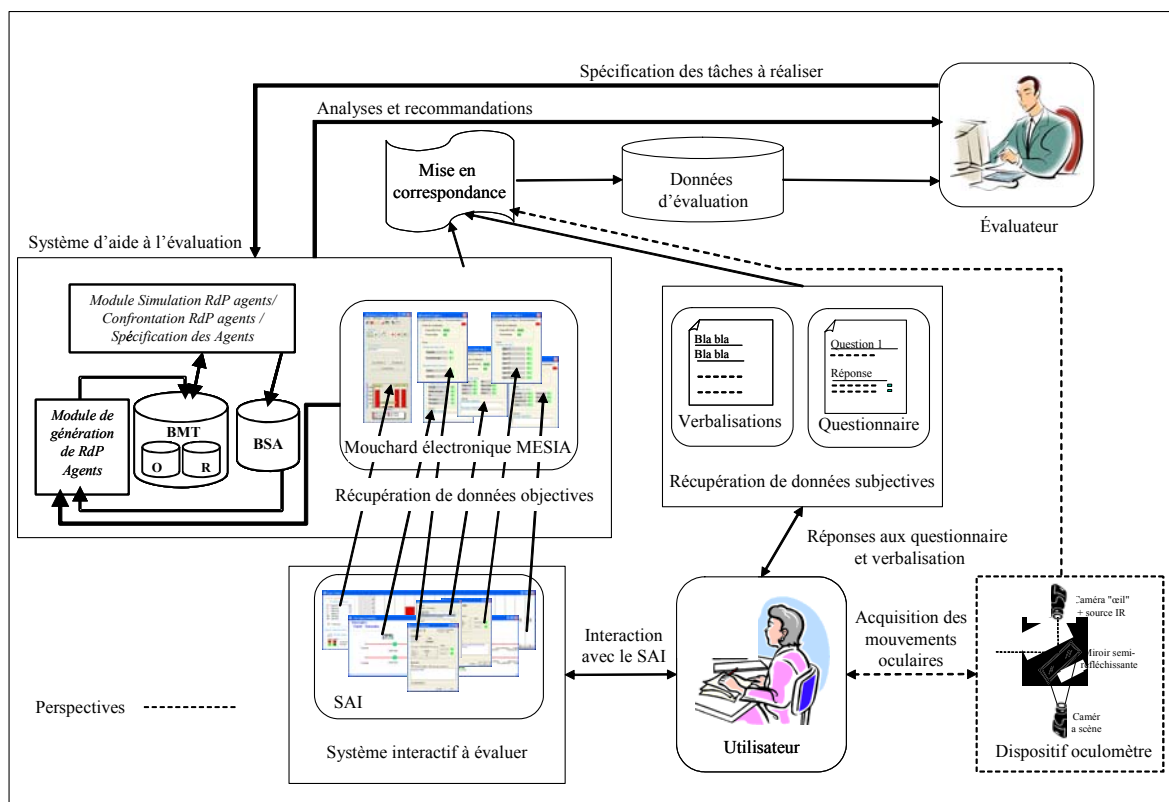 Spécification des tâches à réaliser
Analyses et recommandations
Mise en
correspondance
Données
d’évaluation
Évaluateur
Système d’aide à l’évaluation
Module Simulation RdP agents/
Confrontation RdP agents /
Spécification des Agents
Module de
génération
de RdP
Agents
BMT
O
R
BSA
Mouchard électronique MESIA
Récupération de données objectives
Bla bla
Bla bla
Verbalisations
Question 1
Réponse
Questionnaire
Récupération de données subjectives
Réponses aux questionnaire
et verbalisation
SAI
Système interactif à évaluer
Interaction
avec le SAI
Utilisateur
Acquisition des
mouvements
oculaires
Caméra "œil"
+ source IR
Miroir semi-
réfléchissante
Camér
a scène
Dispositif oculomètre
Perspectives